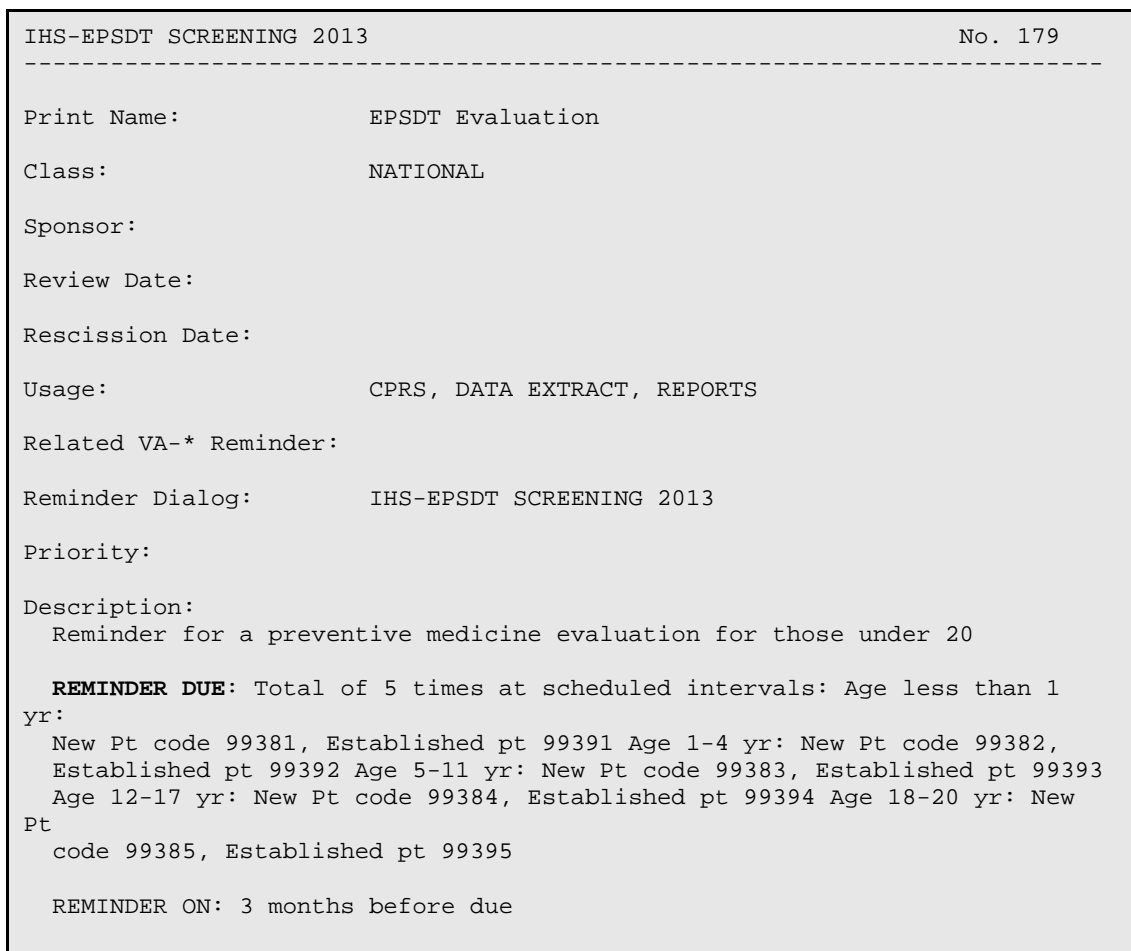 IHS-EPSDT SCREENING 2013 No. 179
---------------------------------------------------------------------------
Print Name: EPSDT Evaluation
Class: NATIONAL
Sponsor:
Review Date:
Rescission Date:
Usage: CPRS, DATA EXTRACT, REPORTS
Related VA-* Reminder:
Reminder Dialog: IHS-EPSDT SCREENING 2013
Priority:
Description:
Reminder for a preventive medicine evaluation for those under 20
REMINDER DUE: Total of 5 times at scheduled intervals: Age less than 1
yr:
New Pt code 99381, Established pt 99391 Age 1-4 yr: New Pt code 99382,
Established pt 99392 Age 5-11 yr: New Pt code 99383, Established pt 99393
Age 12-17 yr: New Pt code 99384, Established pt 99394 Age 18-20 yr: New
Pt
code 99385, Established pt 99395
REMINDER ON: 3 months before due